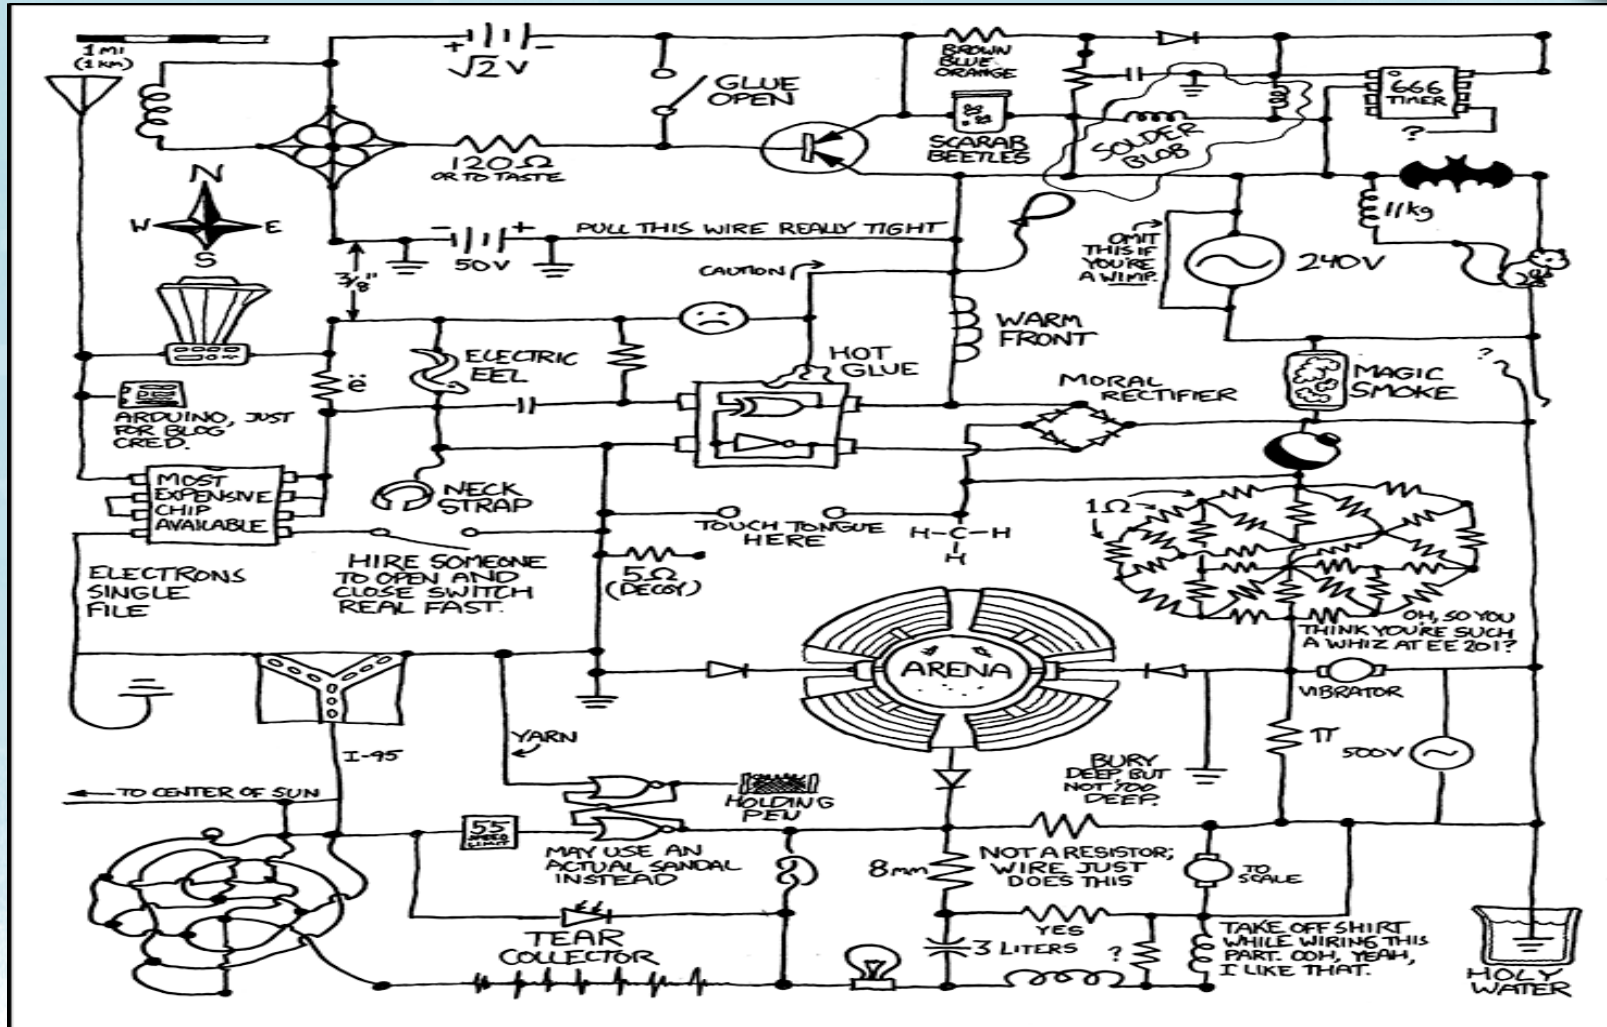 1 MI
(1 KM)
+
-
√2 V
GLUE
OPEN
BROWN
BLUE
ORANGE
666
TIMER
?
SCARAB
BEETLES
SOLDER
BLOB
120Ω
OR TO TASTE
N
W
E
S
-
+
50V
PULL THIS WIRE REALLY TIGHT
3/8"
CAUTION
OMIT
THIS IF
YOU'RE
A WIMP.
240V
11kg
2g
WARM
FRONT
?
ELECTRIC
EEL
ë
HOT
GLUE
MORAL
RECTIFIER
MAGIC
SMOKE
ARDUINO, JUST
FOR BLOG
CRED.
MOST
EXPENSIVE
CHIP
AVAILABLE
NECK
STRAP
TOUCH TONGUE
HERE
H-C-H
H
1Ω
ELECTRONS
SINGLE
FILE
HIRE SOMEONE
TO OPEN AND
CLOSE SWITCH
REAL FAST.
5Ω
(DECOY)
OH, SO YOU
THINK YOU'RE SUCH
A WHIZ AT EE 201?
ARENA
VIBRATOR
I-95
YARN
π
500V
BURY
DEEP, BUT
NOT TOO
DEEP.
TO CENTER OF SUN
HOLDING
PEN
55
SPEED
LIMIT
MAY USE AN
ACTUAL SANDAL
INSTEAD
8mm
NOT A RESISTOR;
WIRE JUST
DOES THIS
TO
SCALE
TEAR
COLLECTOR
YES
3 LITERS
?
TAKE OFF SHIRT
WHILE WIRING THIS
PART. OOH, YEAH,
I LIKE THAT.
HOLY
WATER